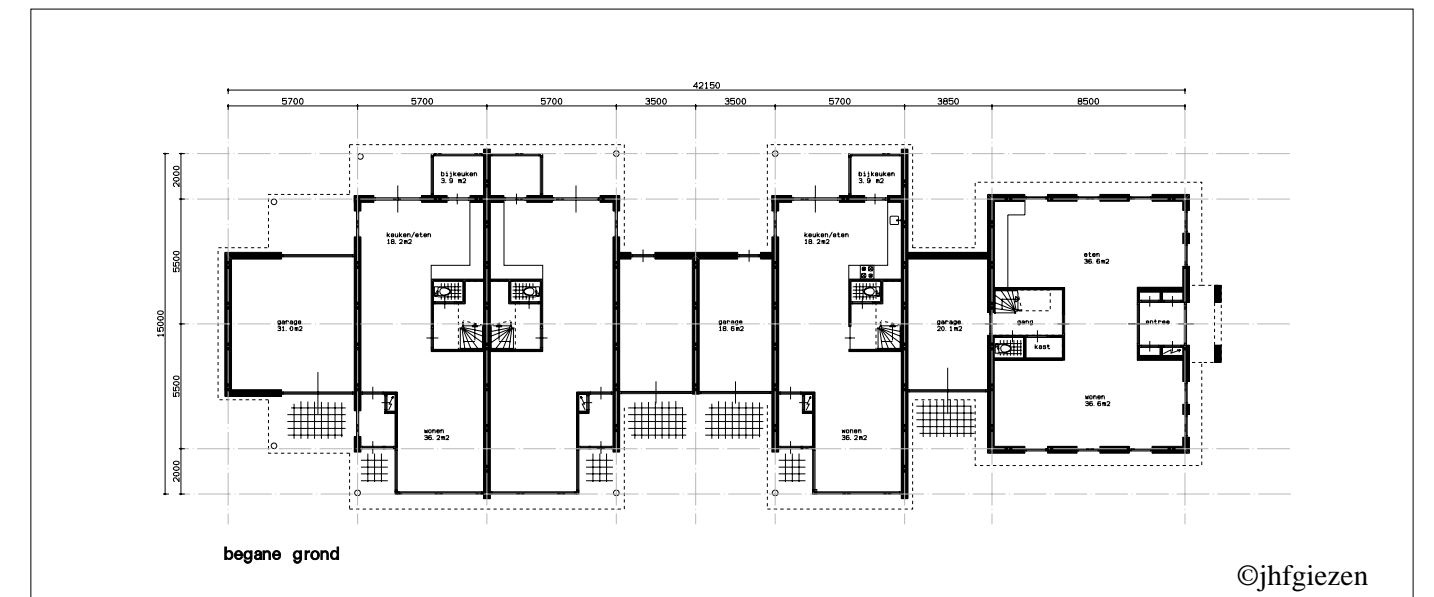 42150
5700 5700 5700 3500 3500 5700 3850 8500
2000
5500
15000
5500
2000
bijkeuken
3.9 m2
bijkeuken
3.9 m2
keuken/eten
18.2m2
keuken/eten
18.2m2
eten
36.6m2
garage
31.0m2
garage
18.6m2
garage
20.1m2
gang
entree
kast
wonen
36.2m2
wonen
36.2m2
wonen
36.6m2
begane grond
©jhfgiezen